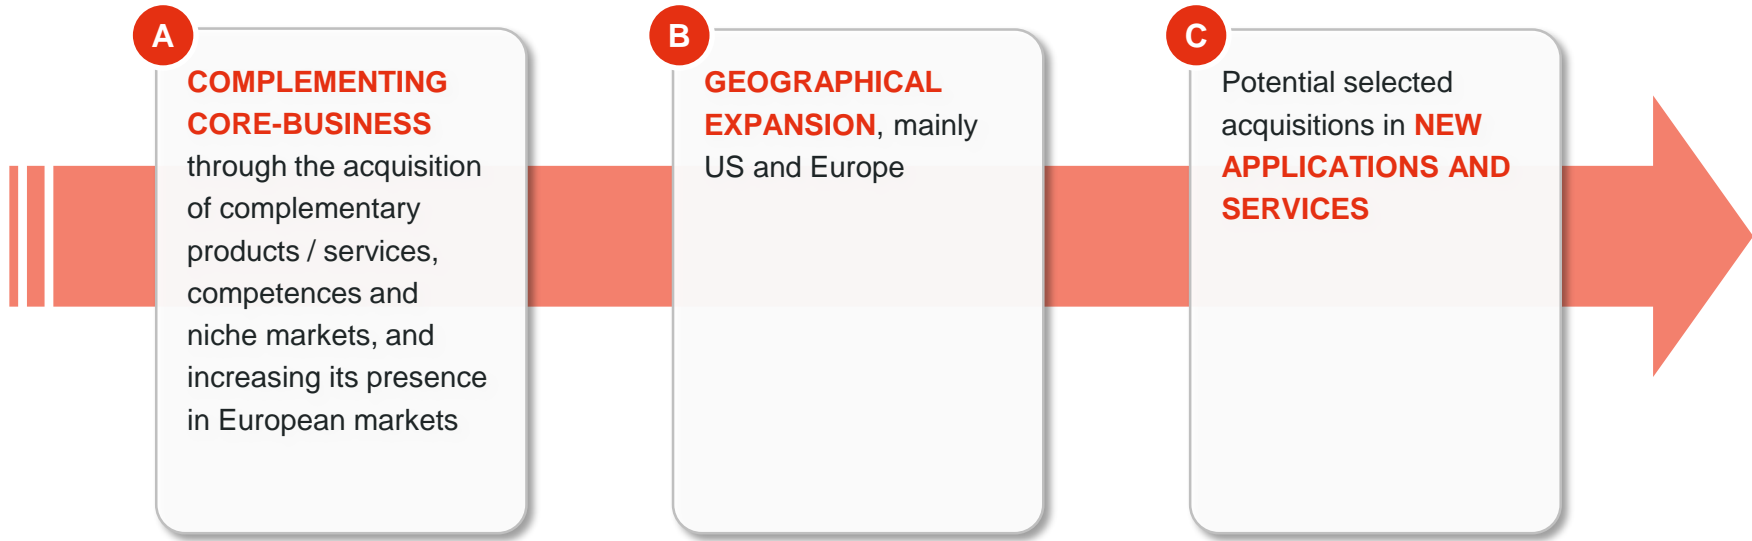 A
COMPLEMENTING
CORE-BUSINESS
through the acquisition
of complementary
products / services,
competences and
niche markets, and
increasing its presence
in European markets
B
GEOGRAPHICAL
EXPANSION, mainly
US and Europe
C
Potential selected
acquisitions in NEW
APPLICATIONS AND
SERVICES